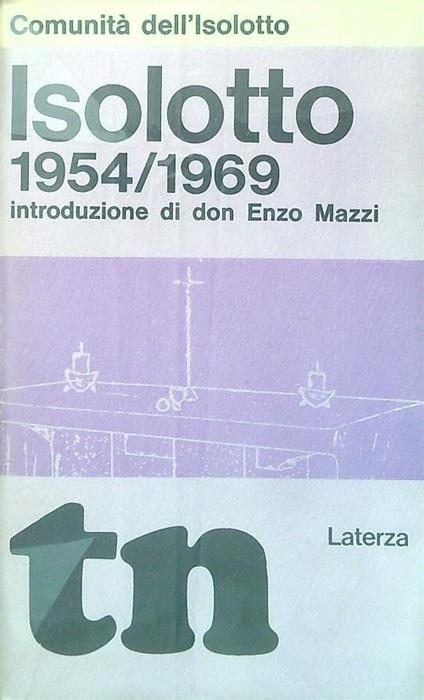 Comunità dell'Isolotto
Isolotto
1954/1969
introduzione di don Enzo Mazzi
tn
Laterza